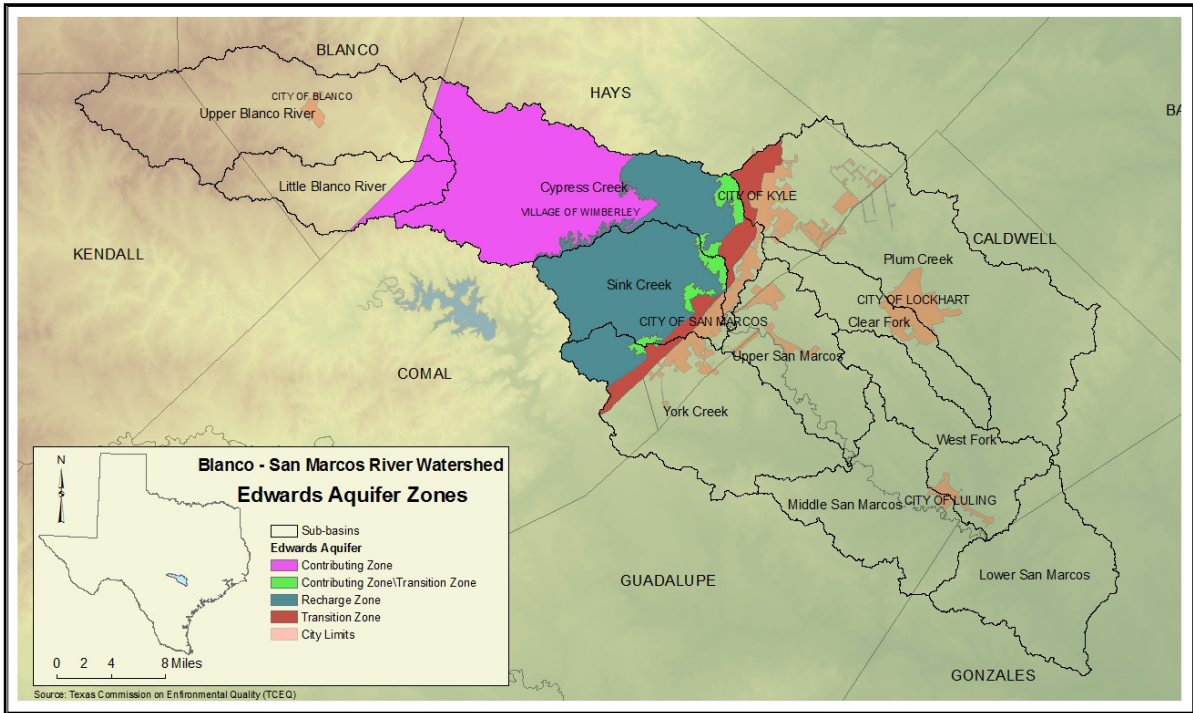 BLANCO
HAYS
BA
CITY OF BLANCO
Upper Blanco River
Little Blanco River
Cypress Creek
CITY OF KYLE
VILLAGE OF WIMBERLEY
KENDALL
CALDWELL
Plum Creek
Sink Creek
CITY OF LOCKHART
CITY OF SAN MARCOS
Clear Fork
Upper San Marcos
COMAL
York Creek
West Fork
Middle San Marcos
CITY OF LULING
GUADALUPE
Lower San Marcos
GONZALES
N
Blanco - San Marcos River Watershed
Edwards Aquifer Zones
Sub-basins
Edwards Aquifer
Contributing Zone
Contributing Zone\Transition Zone
Recharge Zone
Transition Zone
City Limits
0 2 4 8 Miles
Source: Texas Commission on Enfironmental Quality (TCEQ)